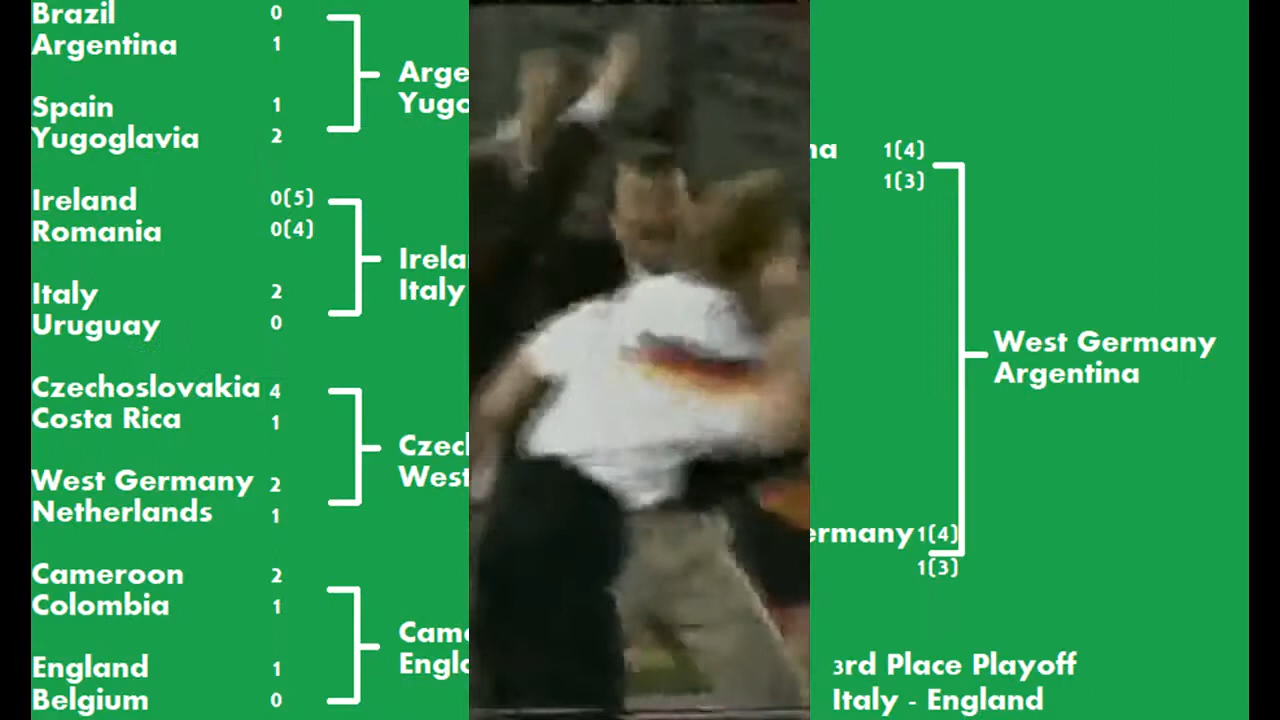 Brazil 0
Argentina 1
Spain 1
Yugoglavia 2
Ireland 0(5)
Romania 0(4)
Italy 2
Uruguay 0
Czechoslovakia 4
Costa Rica 1
West Germany 2
Netherlands 1
Cameroon 2
Colombia 1
England 1
Belgium 0
Arge
Yugo
Irela
Italy
Czec
West
Came
Engla
na 1(4)
1(3)
ermany 1(4)
1(3)
West Germany
Argentina
3rd Place Playoff
Italy - England